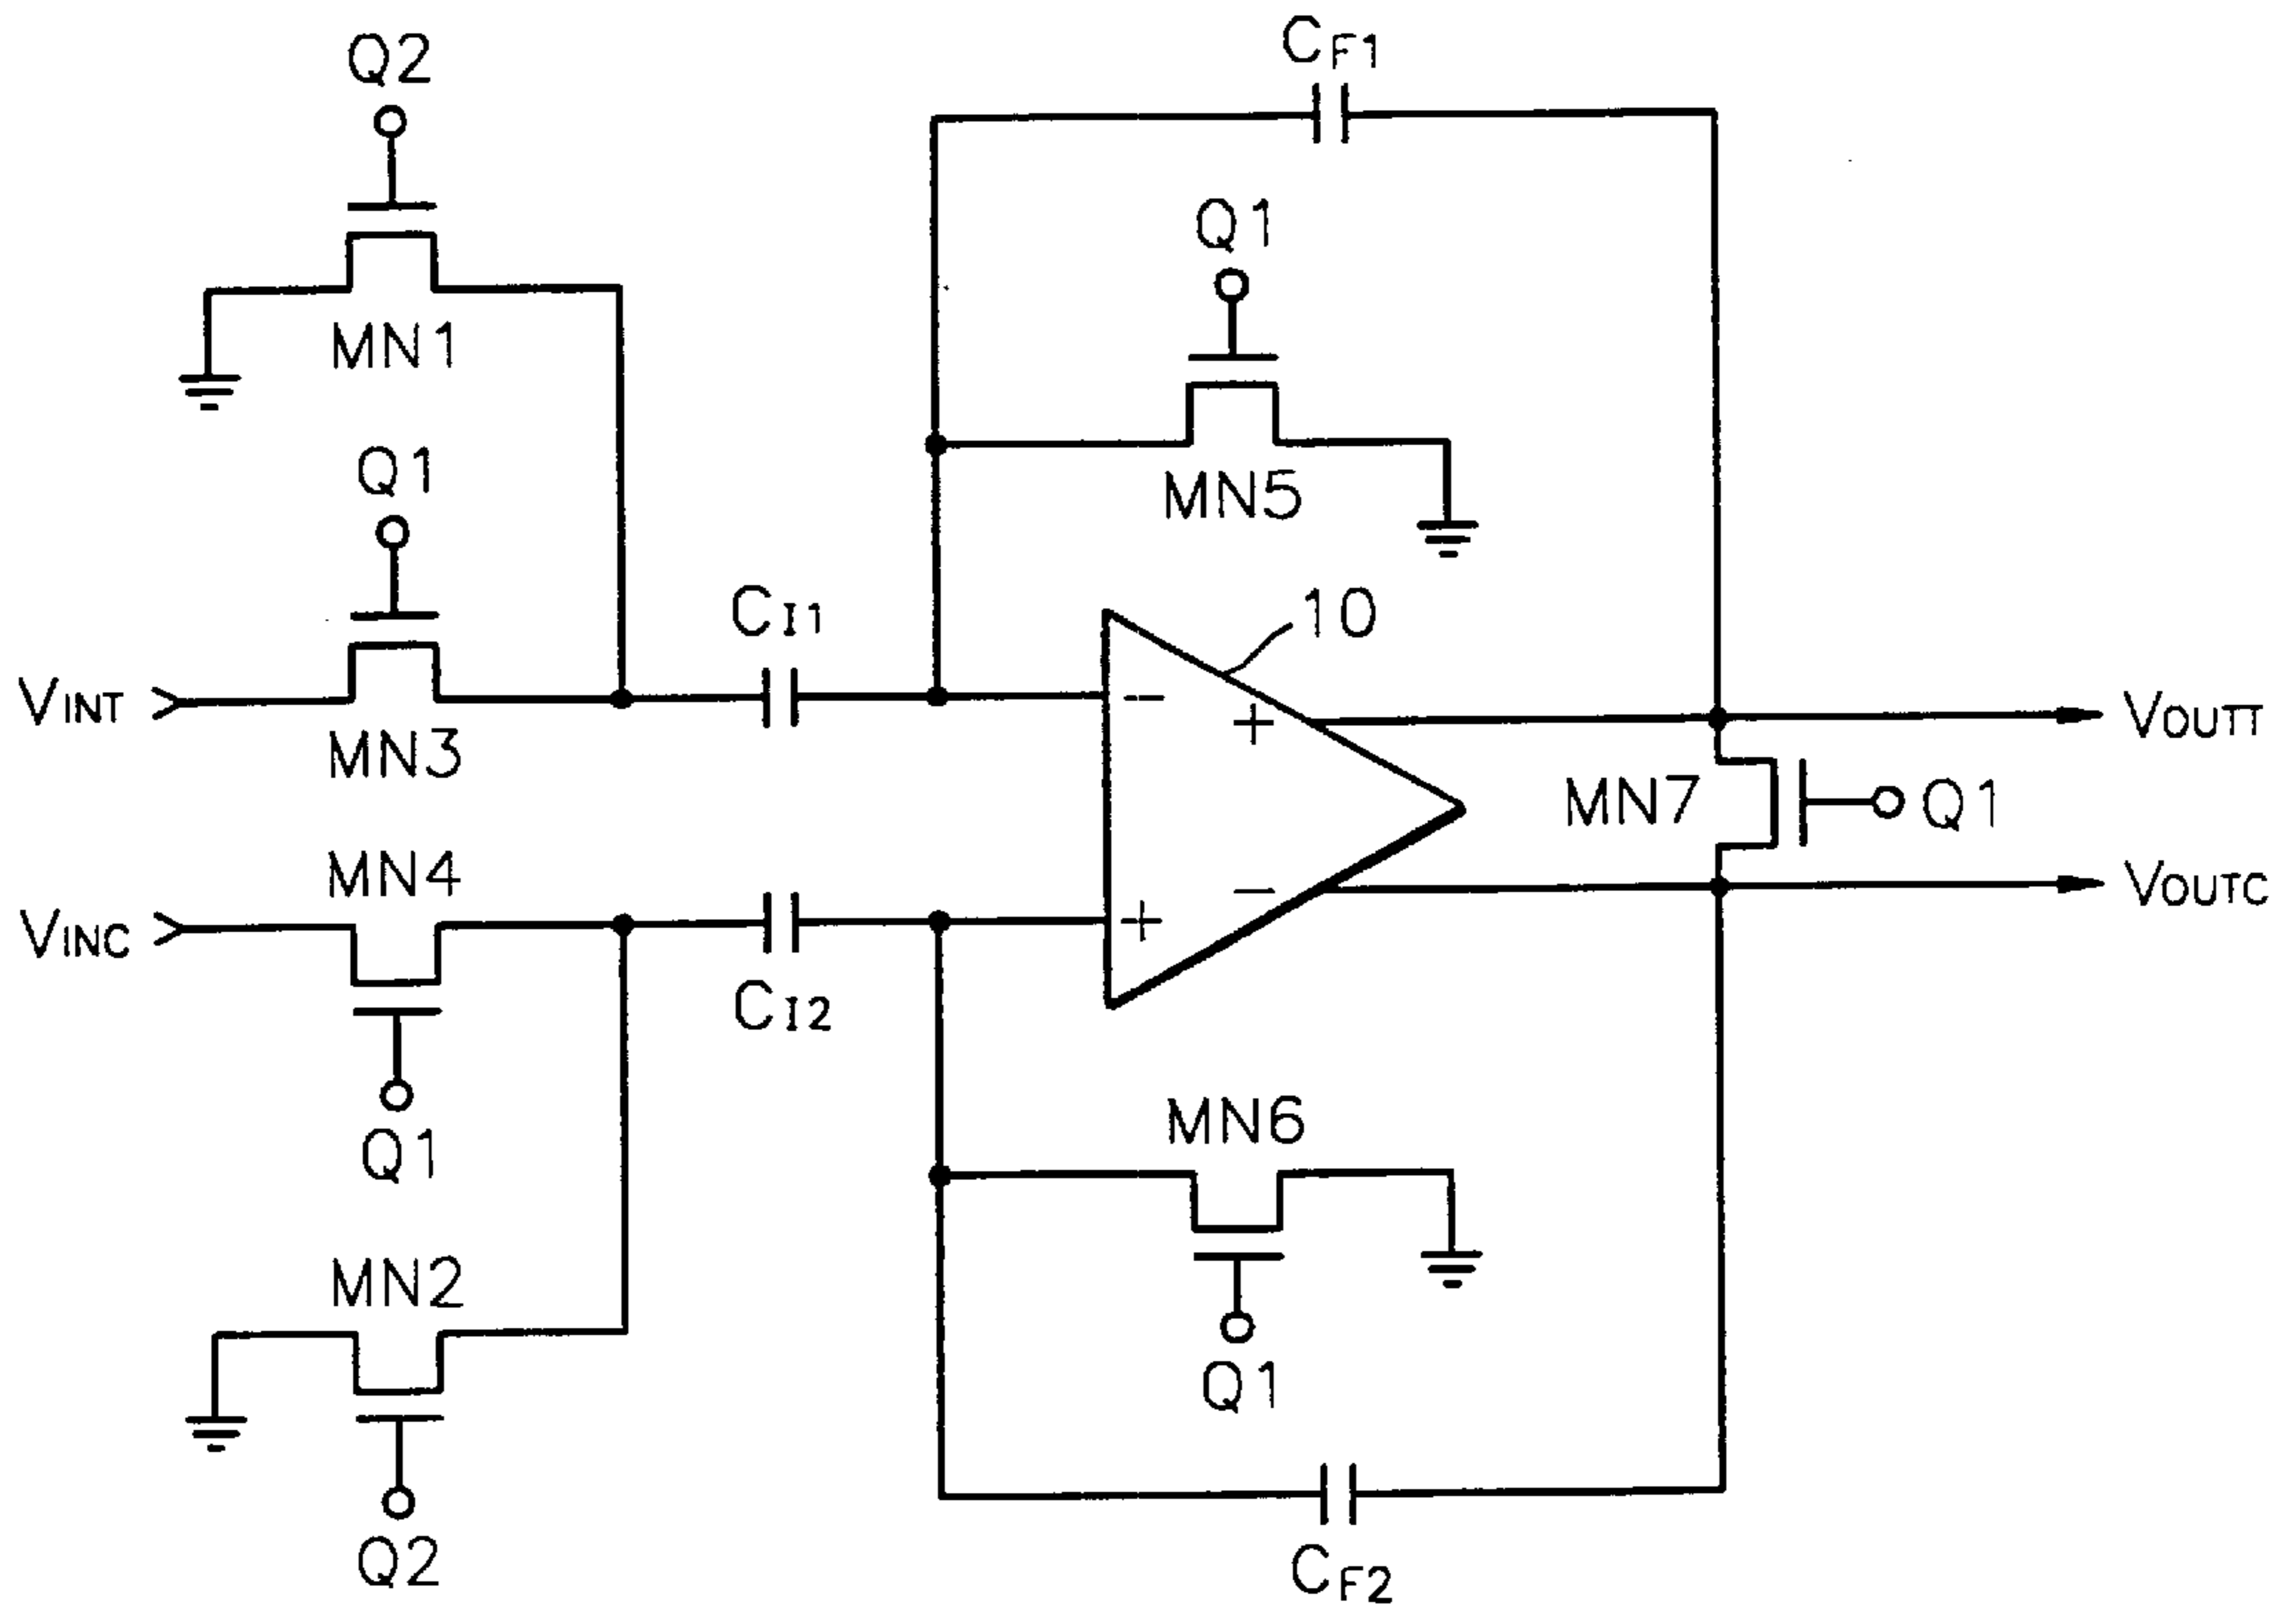 CF1
Q2
Q1
MN1
MN5
Q1
CI1
10
VINT
MN3
−
+
VOUTT
MN7
Q1
MN4
VINC
+
−
VOUTC
CI2
Q1
MN6
MN2
Q1
Q2
CF2